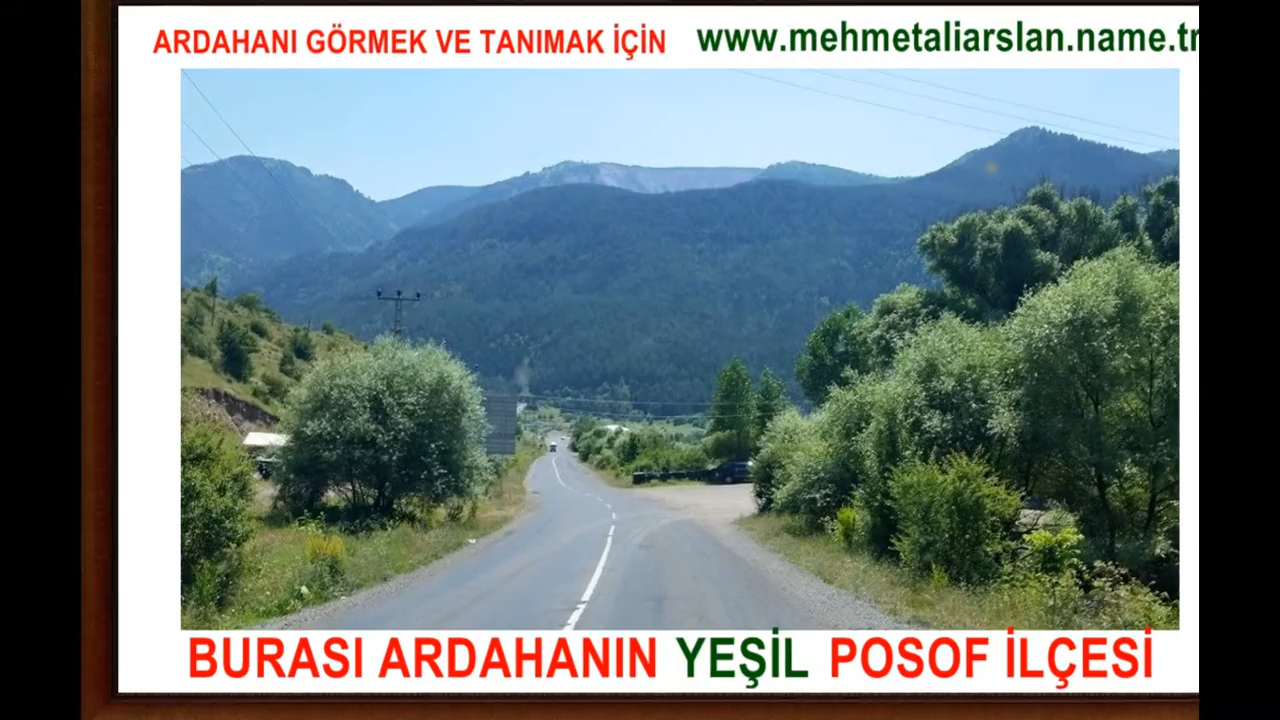 ARDAHANI GÖRMEK VE TANIMAK İÇİN www.mehmetaliarslan.name.tr
BURASI ARDAHANIN YEŞİL POSOF İLÇESİ